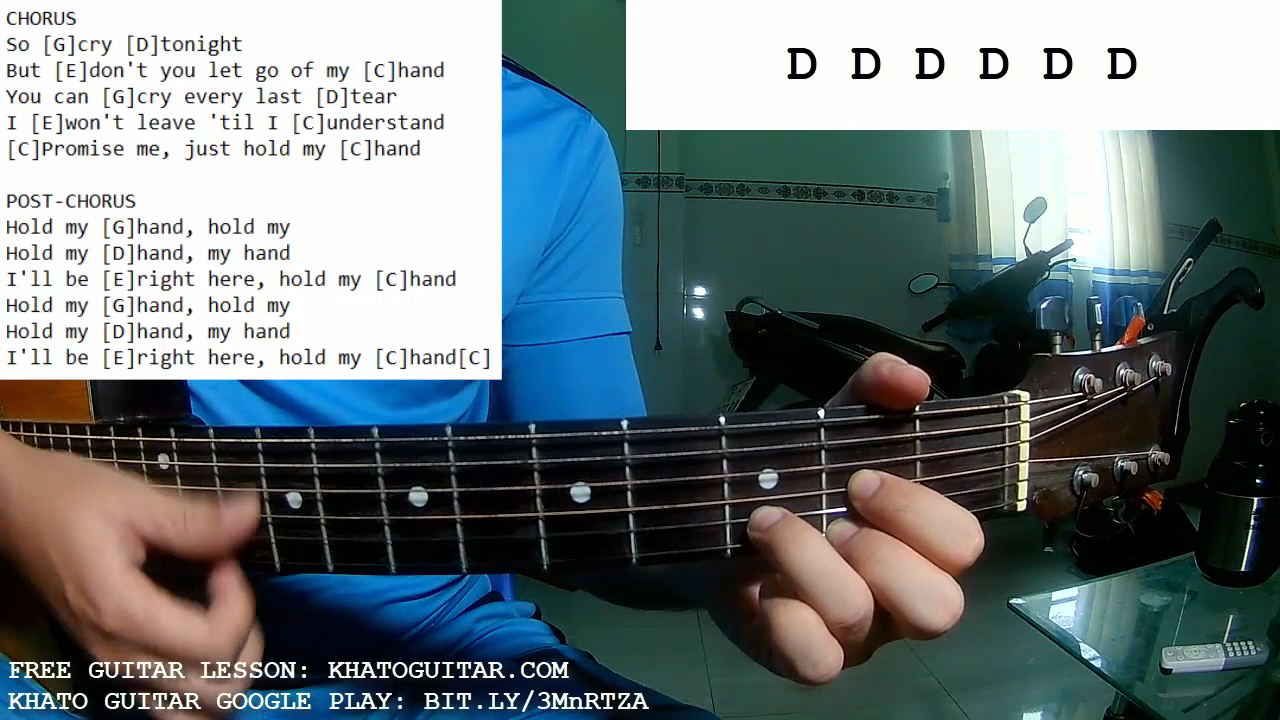 CHORUS
So [G]cry [D]tonight
But [E]don't you let go of my [C]hand
You can [G]cry every last [D]tear
I [E]won't leave 'til I [C]understand
[C]Promise me, just hold my [C]hand
POST-CHORUS
Hold my [G]hand, hold my
Hold my [D]hand, my hand
I'll be [E]right here, hold my [C]hand
Hold my [G]hand, hold my
Hold my [D]hand, my hand
I'll be [E]right here, hold my [C]hand[C]
D D D D D D
FREE GUITAR LESSON: KHATOGUITAR.COM
KHATO GUITAR GOOGLE PLAY: BIT.LY/3MnRTZA